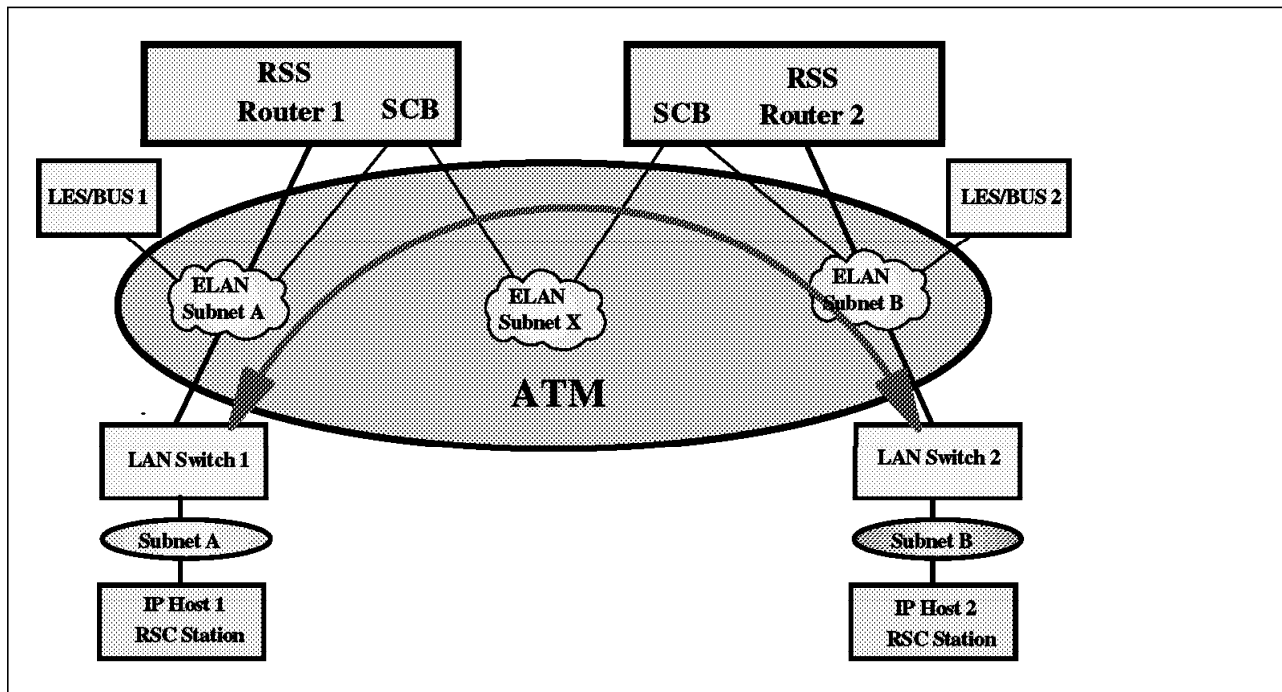 RSS
Router 1
SCB
RSS
SCB
Router 2
LES/BUS 1
LES/BUS 2
ELAN
Subnet A
ELAN
Subnet X
ELAN
Subnet B
ATM
LAN Switch 1
LAN Switch 2
Subnet A
Subnet B
IP Host 1
RSC Station
IP Host 2
RSC Station